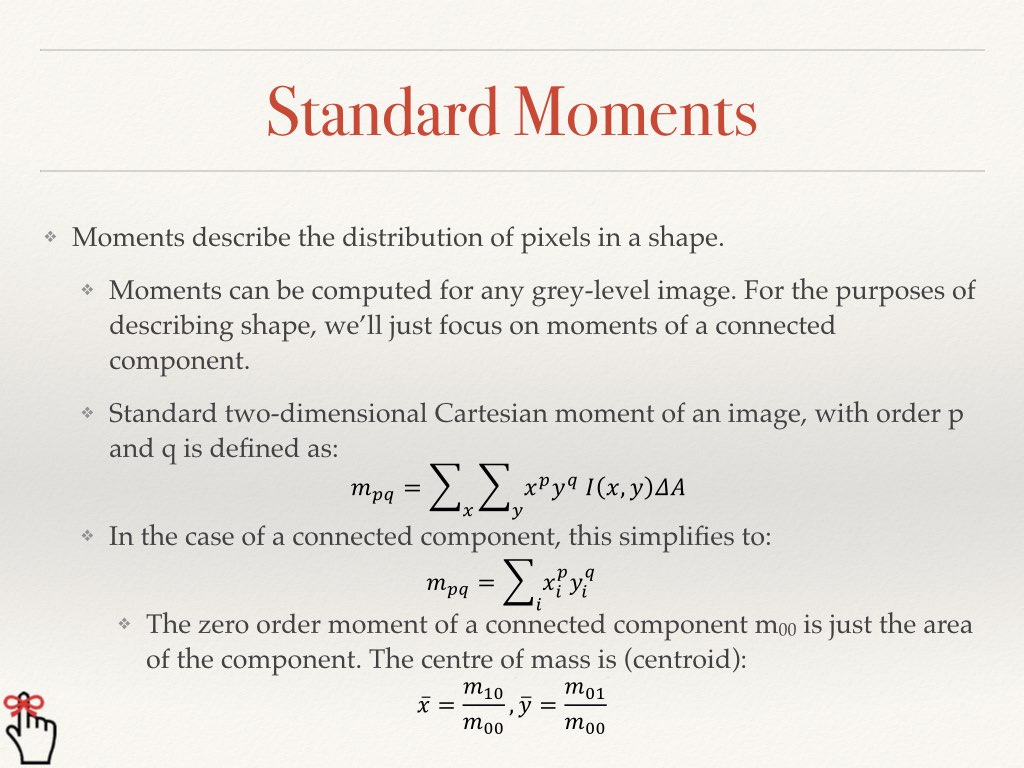 Standard Moments
❖ Moments describe the distribution of pixels in a shape.
❖ Moments can be computed for any grey-level image. For the purposes of
describing shape, we’ll just focus on moments of a connected
component.
❖ Standard two-dimensional Cartesian moment of an image, with order p
and q is defined as:
$m_{pq} = \sum_x \sum_y x^p y^q \, I(x, y) \Delta A$
❖ In the case of a connected component, this simplifies to:
$m_{pq} = \sum_i x_i^p y_i^q$
❖ The zero order moment of a connected component m₀₀ is just the area
of the component. The centre of mass is (centroid):
$\bar{x} = \frac{m_{10}}{m_{00}}, \bar{y} = \frac{m_{01}}{m_{00}}$